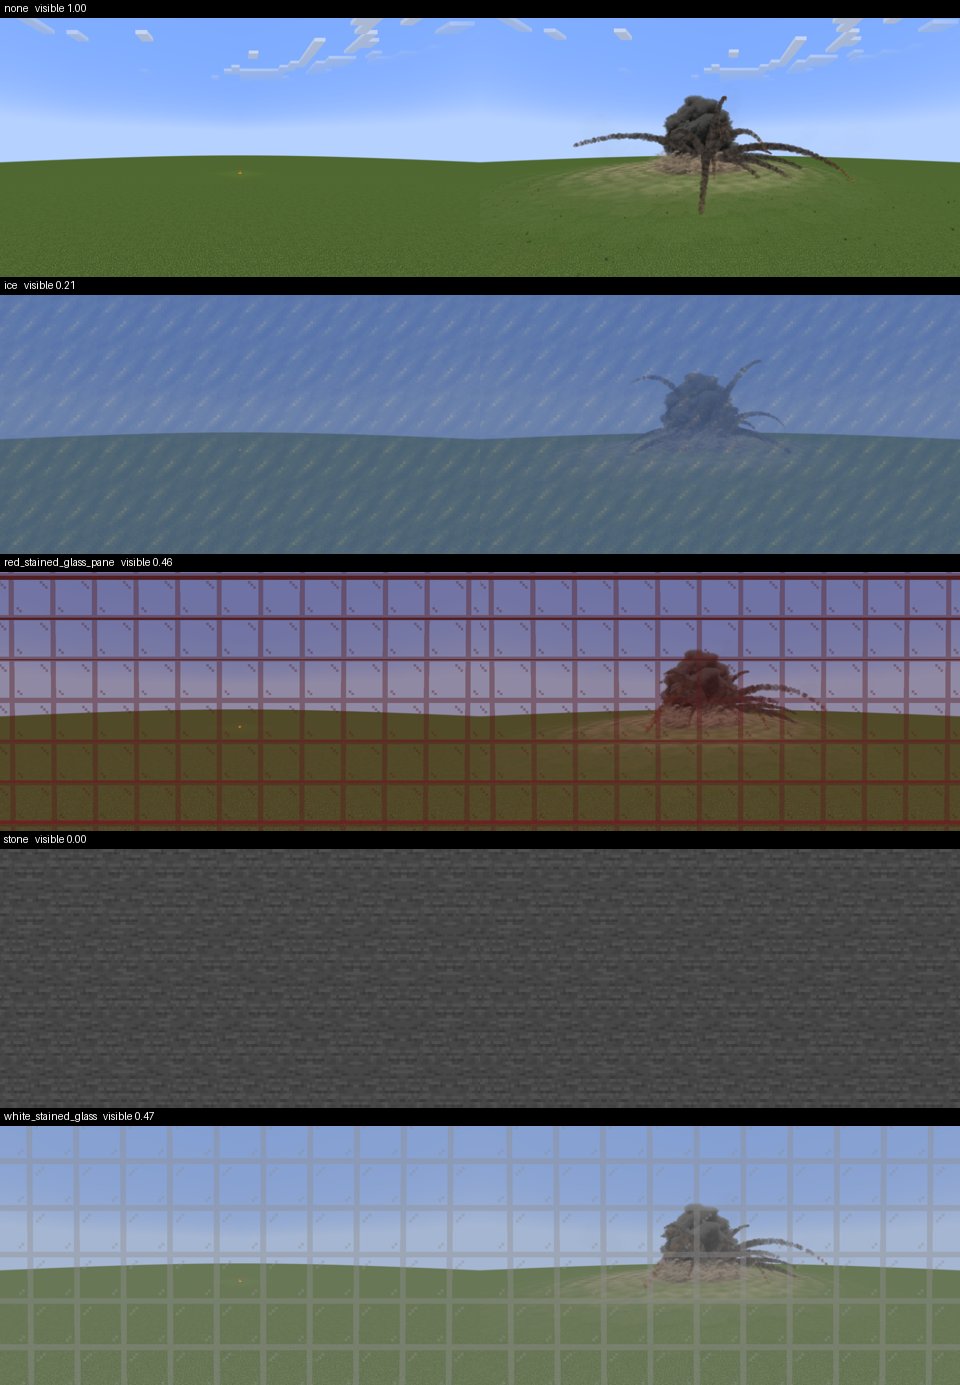 none visible 1.00
ice visible 0.21
red_stained_glass_pane visible 0.46
stone visible 0.00
white_stained_glass visible 0.47